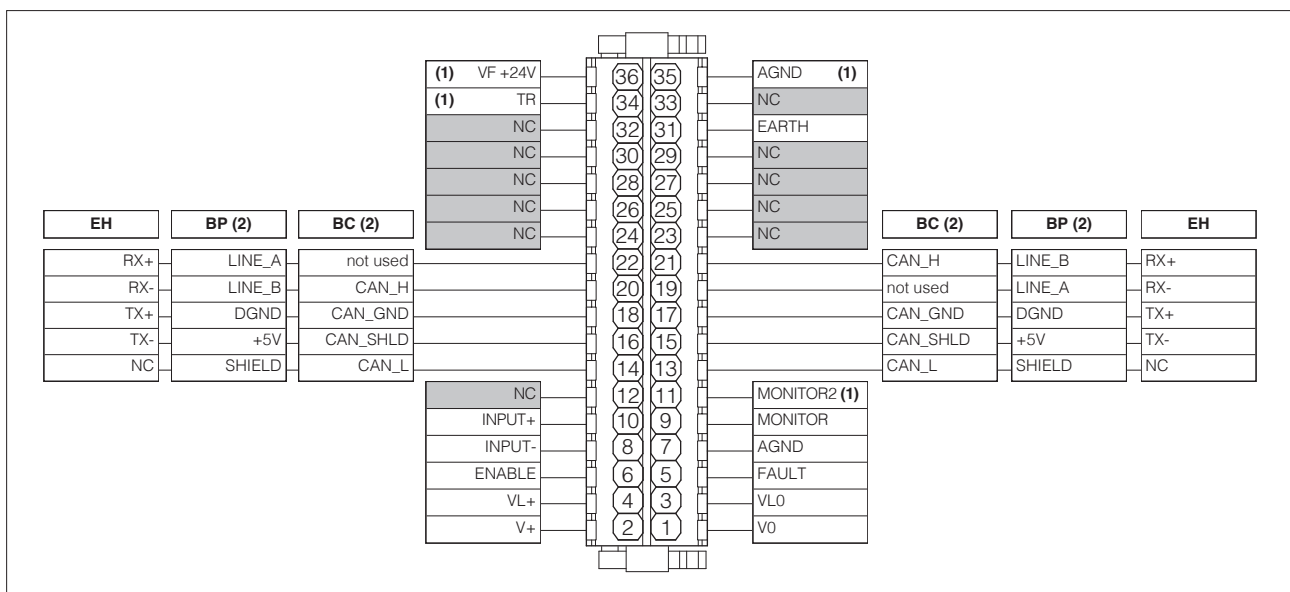 (1) VF +24V 36 35 AGND (1)
(1) TR 34 33 NC
NC 32 31 EARTH
NC 30 29 NC
NC 28 27 NC
NC 26 25 NC
NC 24 23 NC
EH BP (2) BC (2) BC (2) BP (2) EH
RX+ LINE_A not used 22 21 CAN_H LINE_B RX+
RX- LINE_B CAN_H 20 19 not used LINE_A RX-
TX+ DGND CAN_GND 18 17 CAN_GND DGND TX+
TX- +5V CAN_SHLD 16 15 CAN_SHLD +5V TX-
NC SHIELD CAN_L 14 13 CAN_L SHIELD NC
NC 12 11 MONITOR2 (1)
INPUT+ 10 9 MONITOR
INPUT- 8 7 AGND
ENABLE 6 5 FAULT
VL+ 4 3 VL0
V+ 2 1 V0